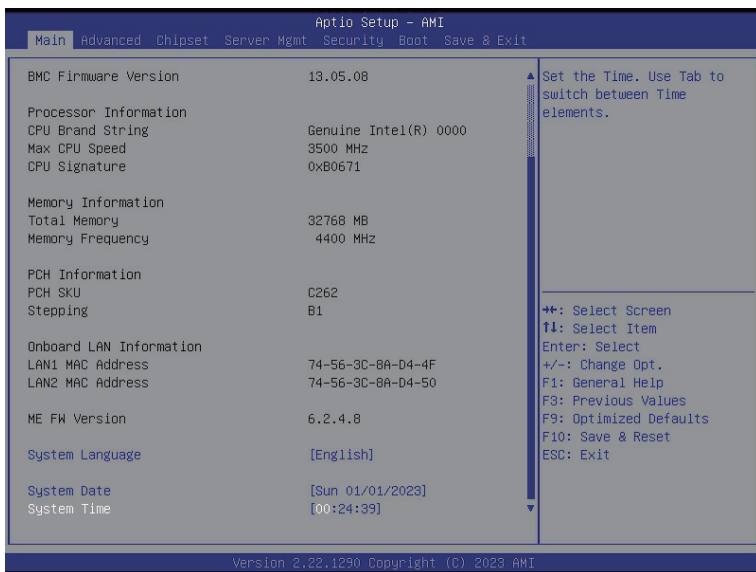 Aptio Setup – AMI
Main Advanced Chipset Server Mgmt Security Boot Save & Exit
BMC Firmware Version 13.05.08
Processor Information
CPU Brand String Genuine Intel(R) 0000
Max CPU Speed 3500 MHz
CPU Signature 0xB0671
Memory Information
Total Memory 32768 MB
Memory Frequency 4400 MHz
PCH Information
PCH SKU C262
Stepping B1
Onboard LAN Information
LAN1 MAC Address 74-56-3C-8A-D4-4F
LAN2 MAC Address 74-56-3C-8A-D4-50
ME FW Version 6.2.4.8
System Language [English]
System Date [Sun 01/01/2023]
System Time [00:24:39]
Set the Time. Use Tab to
switch between Time
elements.
→←: Select Screen
↑↓: Select Item
Enter: Select
+/-: Change Opt.
F1: General Help
F3: Previous Values
F9: Optimized Defaults
F10: Save & Reset
ESC: Exit
Version 2.22.1290 Copyright (C) 2023 AMI